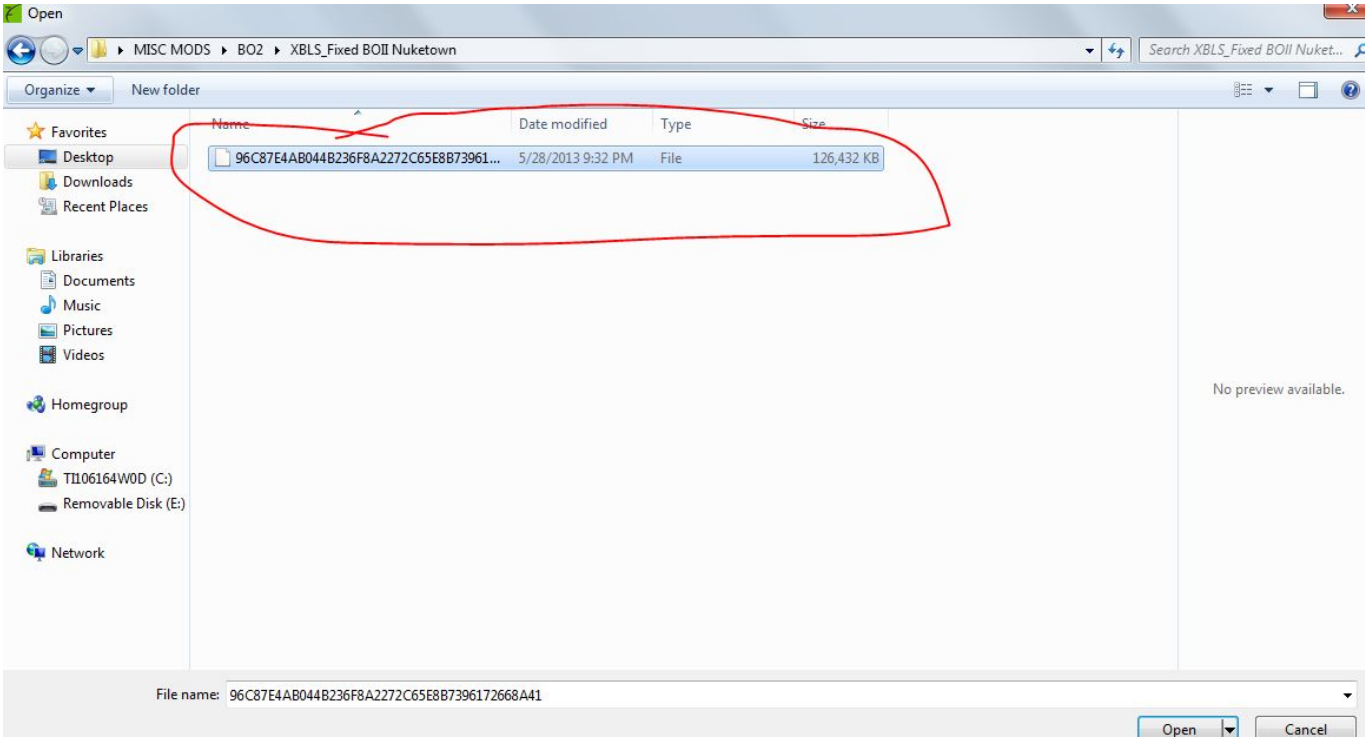 Open
MISC MODS ▸ BO2 ▸ XBLS_Fixed BOII Nuketown
Search XBLS_Fixed BOII Nuket...
Organize New folder
Name Date modified Type Size
96C87E4AB044B236F8A2272C65E8B73961... 5/28/2013 9:32 PM File 126,432 KB
Favorites
Desktop
Downloads
Recent Places
Libraries
Documents
Music
Pictures
Videos
Homegroup
Computer
TI106164W0D (C:)
Removable Disk (E:)
Network
No preview available.
File name: 96C87E4AB044B236F8A2272C65E8B7396172668A41
Open Cancel